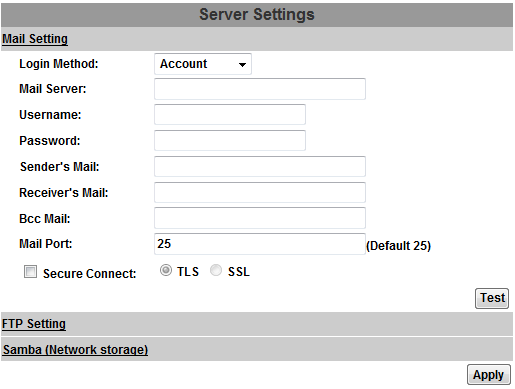 Server Settings
Mail Setting
Login Method: Account
Mail Server:
Username:
Password:
Sender's Mail:
Receiver's Mail:
Bcc Mail:
Mail Port: 25 (Default 25)
Secure Connect: TLS SSL
Test
FTP Setting
Samba (Network storage)
Apply